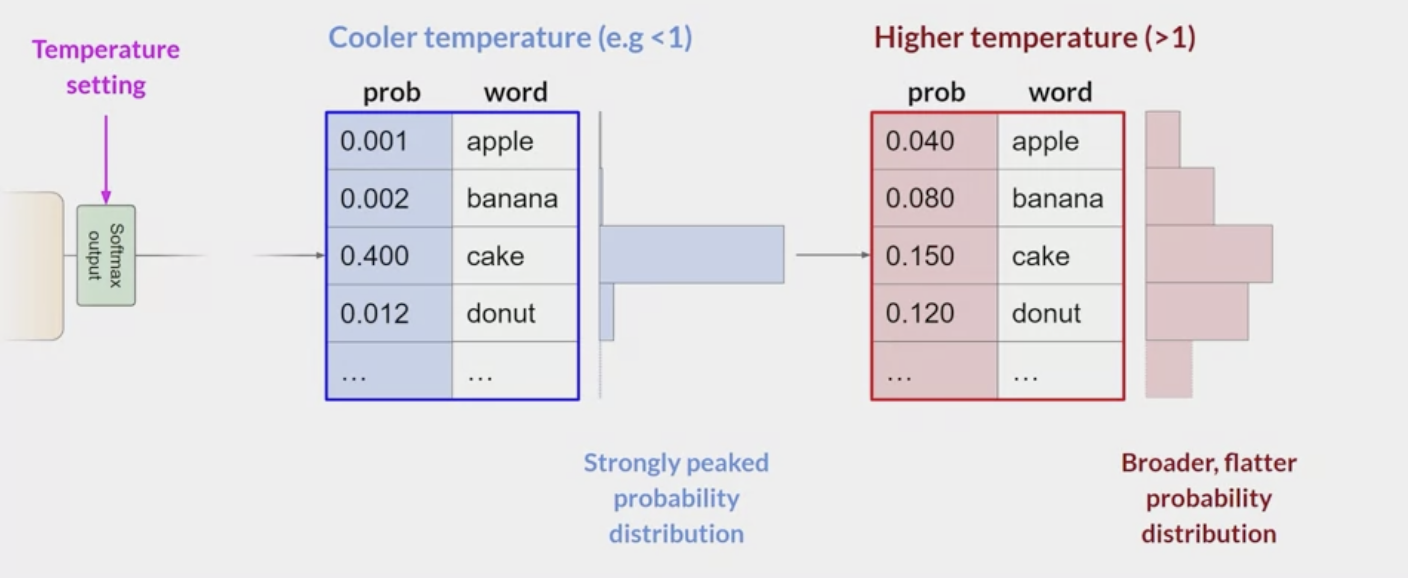 Temperature
setting
Softmax
output
Cooler temperature (e.g <1)
prob word
0.001 apple
0.002 banana
0.400 cake
0.012 donut
... ...
Strongly peaked
probability
distribution
Higher temperature (>1)
prob word
0.040 apple
0.080 banana
0.150 cake
0.120 donut
... ...
Broader, flatter
probability
distribution